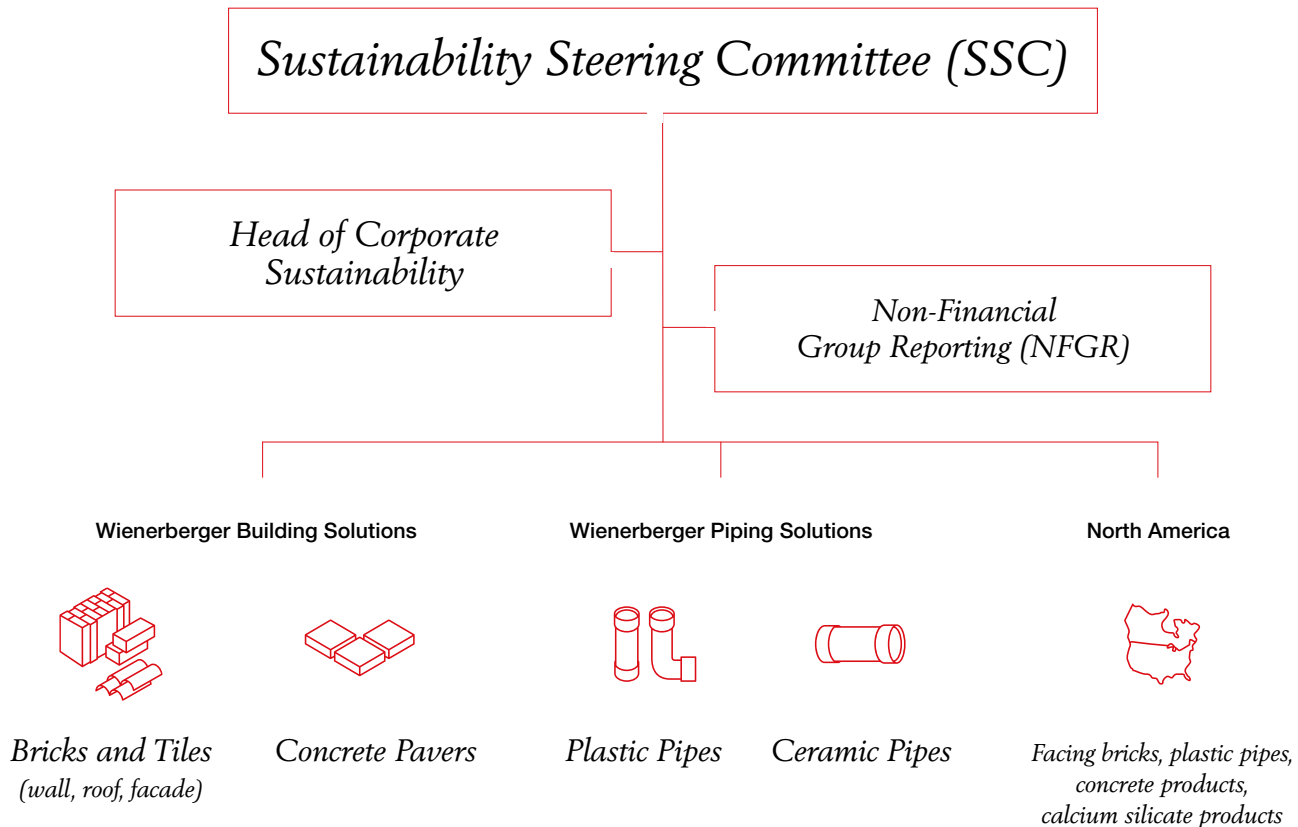 Sustainability Steering Committee (SSC)
Head of Corporate
Sustainability
Non-Financial
Group Reporting (NFGR)
Wienerberger Building Solutions
Wienerberger Piping Solutions
North America
Bricks and Tiles
(wall, roof, facade)
Concrete Pavers
Plastic Pipes
Ceramic Pipes
Facing bricks, plastic pipes,
concrete products,
calcium silicate products